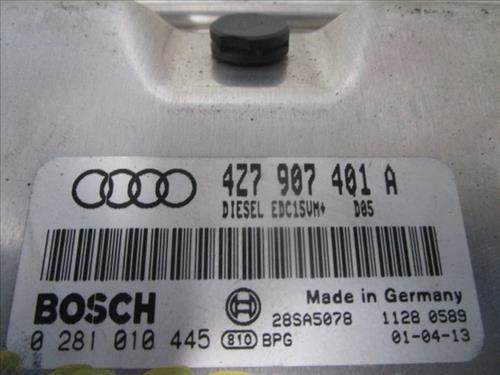 4Z7 907 401 A
DIESEL EDC15VM+ D05
BOSCH
Made in Germany
28SA5078 1128 0589
0 281 010 445 810 BPG 01-04-13